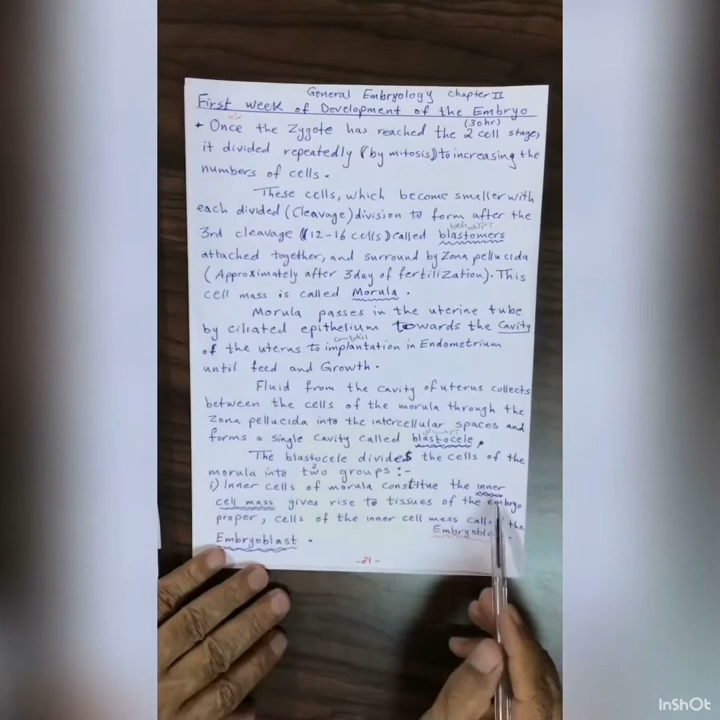 General Embryology Chapter II
First week of Development of the Embryo
(30hr)
+ Once the Zygote has reached the 2 cell stage,
it divided repeatedly (by mitosis) to increasing the
numbers of cells.
These cells, which become smaller with
each divided (Cleavage) division to form after the
3rd cleavage (12-16 cells) called blastomers
attached together, and surround by Zona pellucida
(Approximately after 3day of fertilization). This
cell mass is called Morula.
Morula passes in the uterine tube
by ciliated epithelium towards the cavity
of the uterus to implantation in Endometrium
until feed and Growth.
Fluid from the cavity of uterus collects
between the cells of the morula through the
Zona pellucida into the intercellular spaces and
forms a single cavity called blastocele.
The blastocele divides the cells of the
morula into two 2 groups :-
1) Inner cells of morula constitue the inner
cell mass gives rise to tissues of the embryo
proper, cells of the inner cell mass call the
Embryoblast.
-21-
InShOt